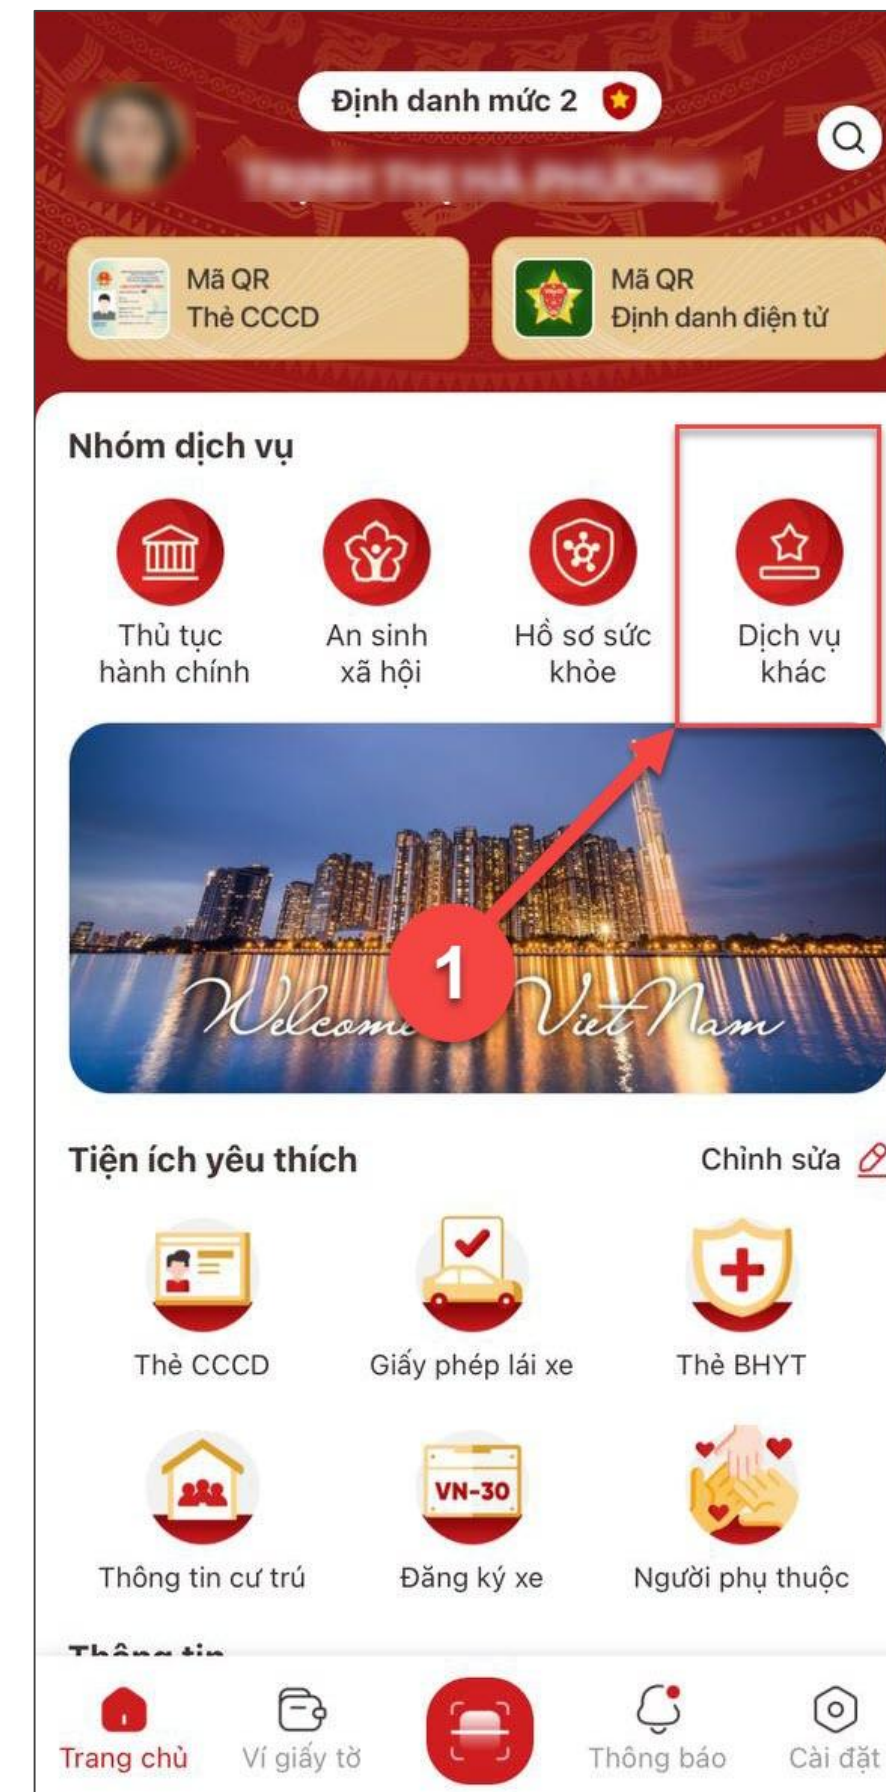 Định danh mức 2
Mã QR
Thẻ CCCD
Mã QR
Định danh điện tử
Nhóm dịch vụ
Thủ tục
hành chính
An sinh
xã hội
Hồ sơ sức
khỏe
Dịch vụ
khác
1
Welcome
Viet Nam
Tiện ích yêu thích
Chỉnh sửa
Thẻ CCCD
Giấy phép lái xe
Thẻ BHYT
VN-30
Thông tin cư trú
Đăng ký xe
Người phụ thuộc
Thông tin
Trang chủ
Ví giấy tờ
Thông báo
Cài đặt